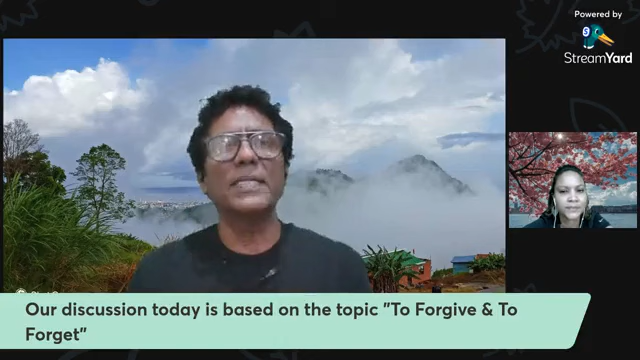 Powered by
StreamYard
Our discussion today is based on the topic "To Forgive & To
Forget"